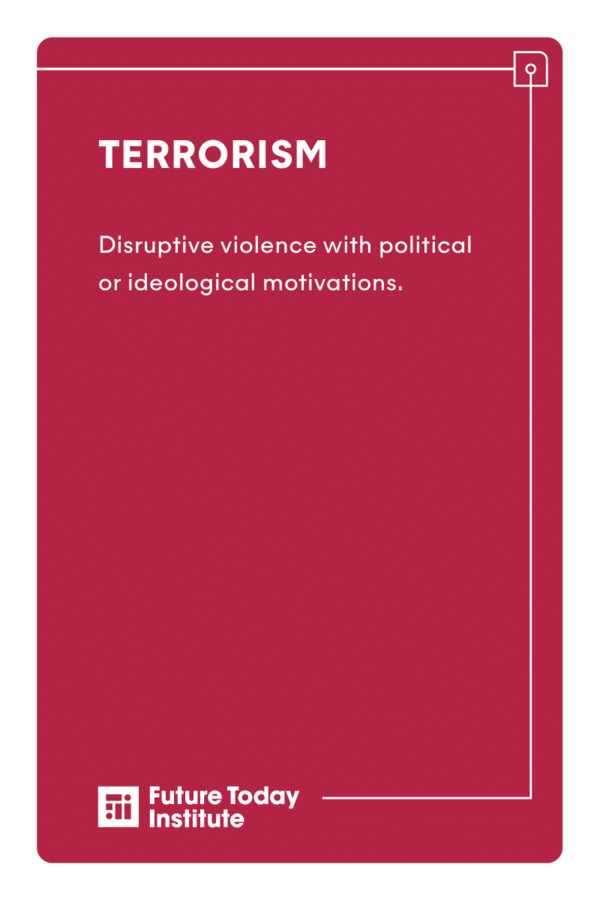 TERRORISM
Disruptive violence with political
or ideological motivations.
Future Today
Institute